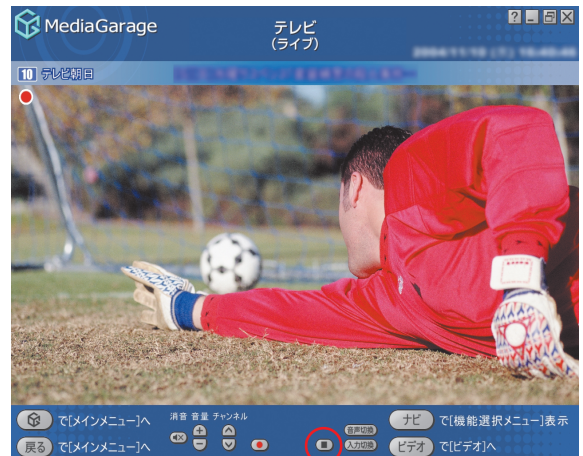 MediaGarage
テレビ
(ライブ)
10 テレビ朝日
で[メインメニュー]へ
消音 音量 チャンネル
音声切換
ナビ で[機能選択メニュー]表示
戻る で[メインメニュー]へ
入力切換
ビデオ で[ビデオ]へ